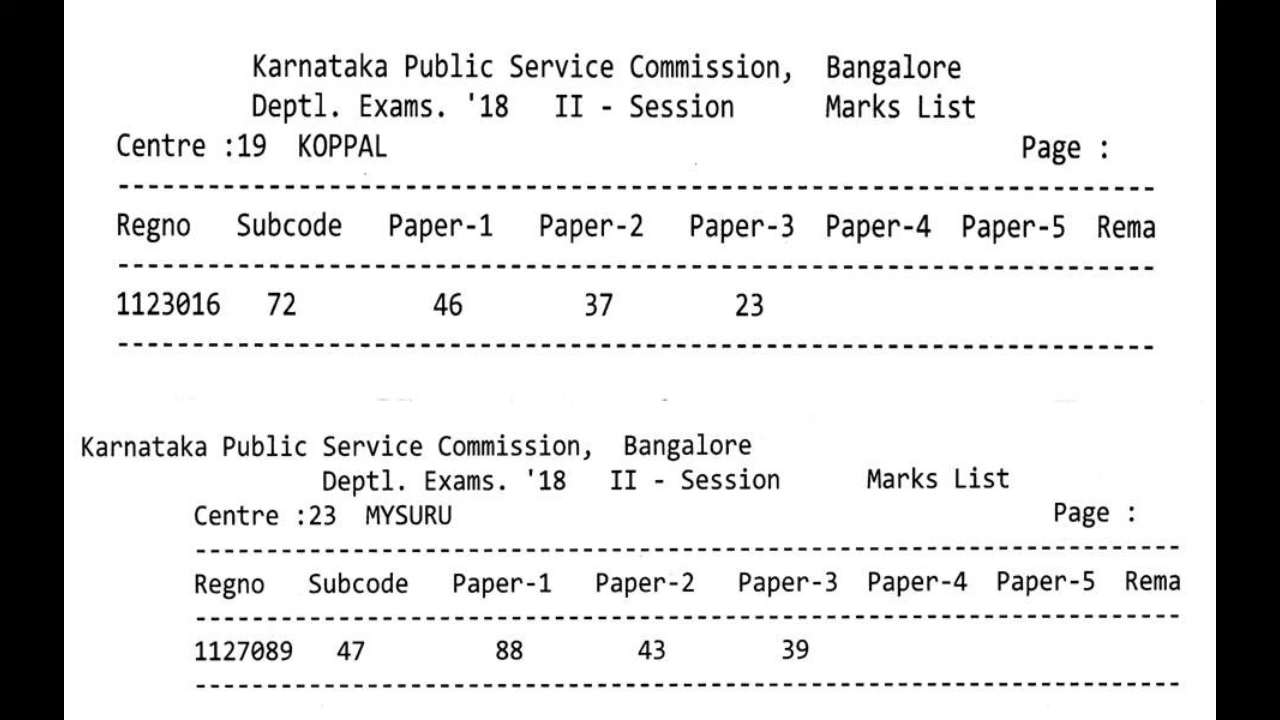 Karnataka Public Service Commission, Bangalore
Deptl. Exams. '18 II - Session Marks List
Centre :19 KOPPAL Page :
Regno Subcode Paper-1 Paper-2 Paper-3 Paper-4 Paper-5 Rema
1123016 72 46 37 23
Karnataka Public Service Commission, Bangalore
Deptl. Exams. '18 II - Session Marks List
Centre :23 MYSURU Page :
Regno Subcode Paper-1 Paper-2 Paper-3 Paper-4 Paper-5 Rema
1127089 47 88 43 39